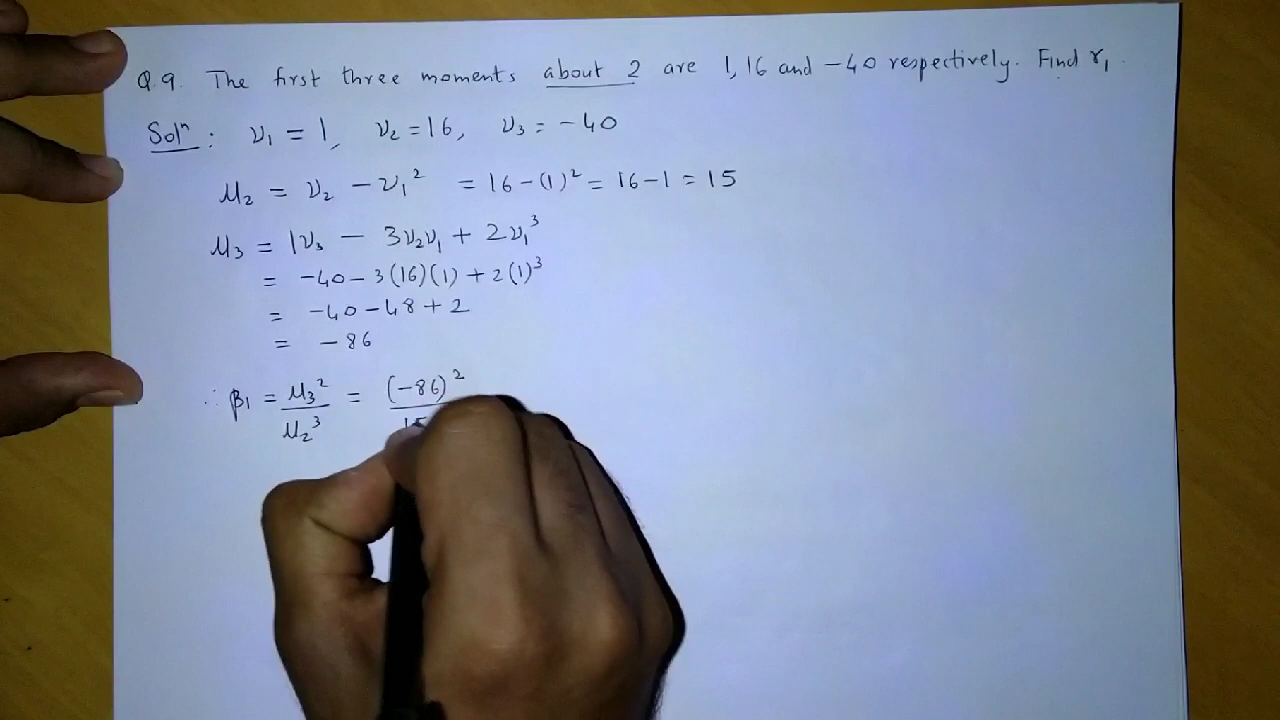 Q.9. The first three moments about 2 are 1, 16 and -40 respectively. Find γ₁.
Solⁿ : ν₁ = 1, ν₂ = 16, ν₃ = -40
μ₂ = ν₂ - ν₁² = 16 - (1)² = 16 - 1 = 15
μ₃ = 1ν₃ - 3ν₂ν₁ + 2ν₁³
= -40 - 3(16)(1) + 2(1)³
= -40 - 48 + 2
= -86
∴ β₁ = μ₃²/μ₂³ = (-86)²/15